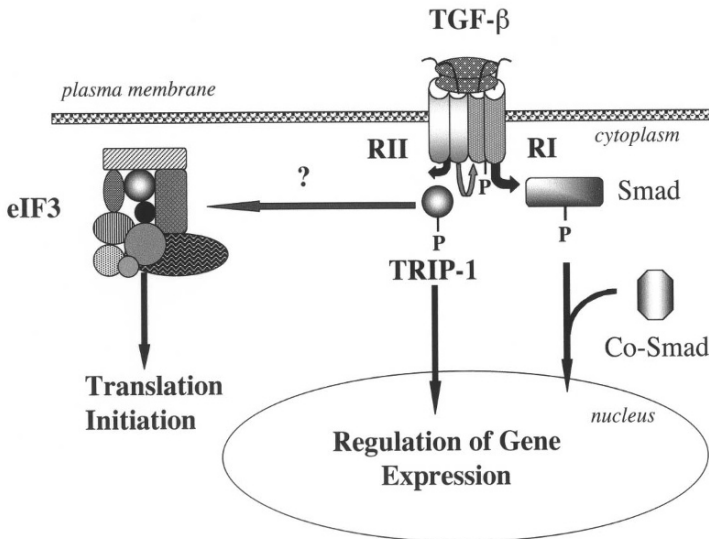 TGF-β
plasma membrane
cytoplasm
RII
RI
?
P
eIF3
Smad
P
P
TRIP-1
Co-Smad
Translation
Initiation
nucleus
Regulation of Gene
Expression